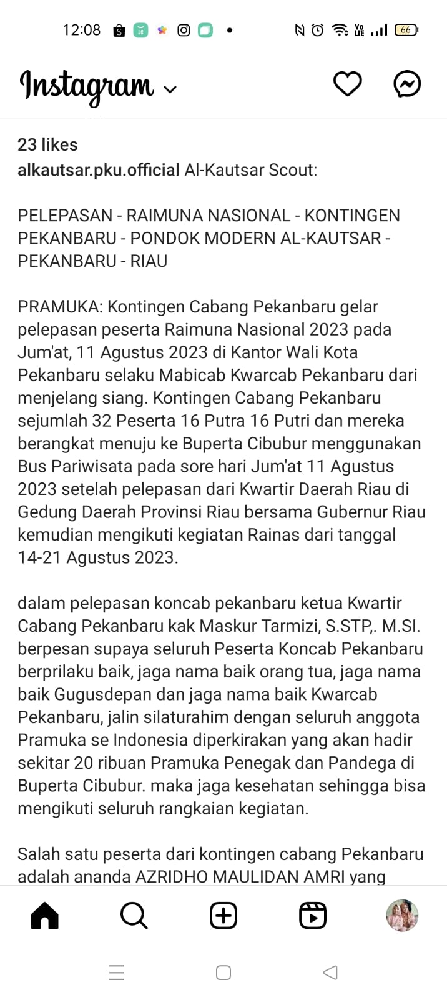 12:08
66
Instagram
23 likes
alkautsar.pku.official Al-Kautsar Scout:
PELEPASAN - RAIMUNA NASIONAL - KONTINGEN
PEKANBARU - PONDOK MODERN AL-KAUTSAR -
PEKANBARU - RIAU
PRAMUKA: Kontingen Cabang Pekanbaru gelar
pelepasan peserta Raimuna Nasional 2023 pada
Jum'at, 11 Agustus 2023 di Kantor Wali Kota
Pekanbaru selaku Mabicab Kwarcab Pekanbaru dari
menjelang siang. Kontingen Cabang Pekanbaru
sejumlah 32 Peserta 16 Putra 16 Putri dan mereka
berangkat menuju ke Buperta Cibubur menggunakan
Bus Pariwisata pada sore hari Jum'at 11 Agustus
2023 setelah pelepasan dari Kwartir Daerah Riau di
Gedung Daerah Provinsi Riau bersama Gubernur Riau
kemudian mengikuti kegiatan Rainas dari tanggal
14-21 Agustus 2023.
dalam pelepasan koncab pekanbaru ketua Kwartir
Cabang Pekanbaru kak Maskur Tarmizi, S.STP,. M.SI.
berpesan supaya seluruh Peserta Koncab Pekanbaru
berprilaku baik, jaga nama baik orang tua, jaga nama
baik Gugusdepan dan jaga nama baik Kwarcab
Pekanbaru, jalin silaturahim dengan seluruh anggota
Pramuka se Indonesia diperkirakan yang akan hadir
sekitar 20 ribuan Pramuka Penegak dan Pandega di
Buperta Cibubur. maka jaga kesehatan sehingga bisa
mengikuti seluruh rangkaian kegiatan.
Salah satu peserta dari kontingen cabang Pekanbaru
adalah ananda AZRIDHO MAULIDAN AMRI yang